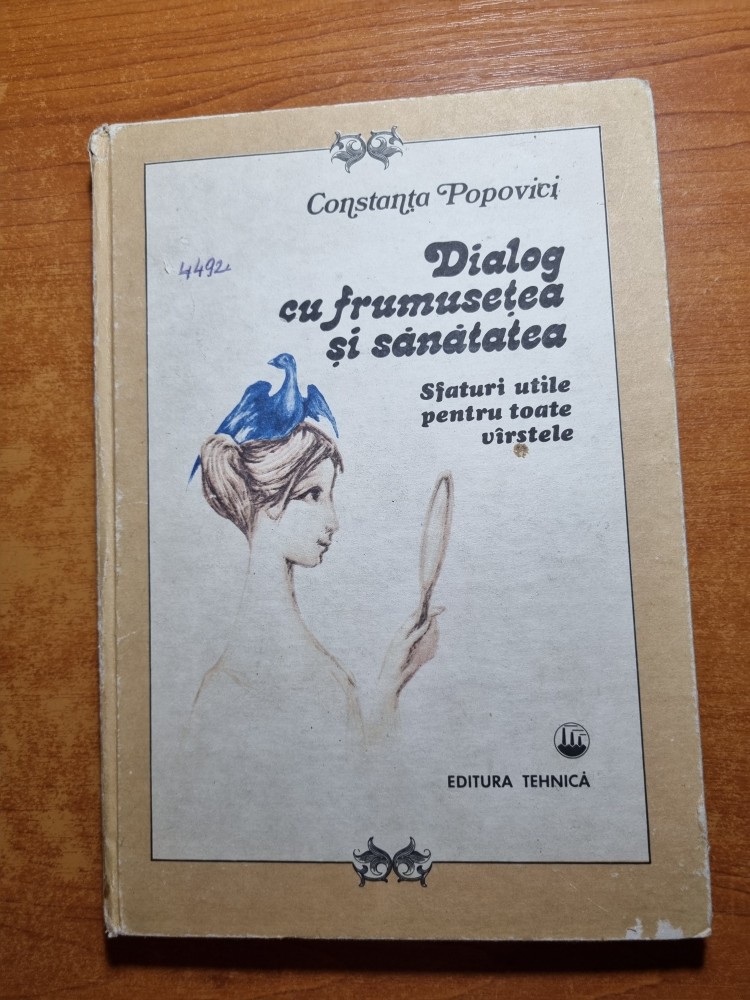 Constanța Popovici
4492
Dialog
cu frumusețea
și sănătatea
Sfaturi utile
pentru toate
vîrstele
EDITURA TEHNICĂ